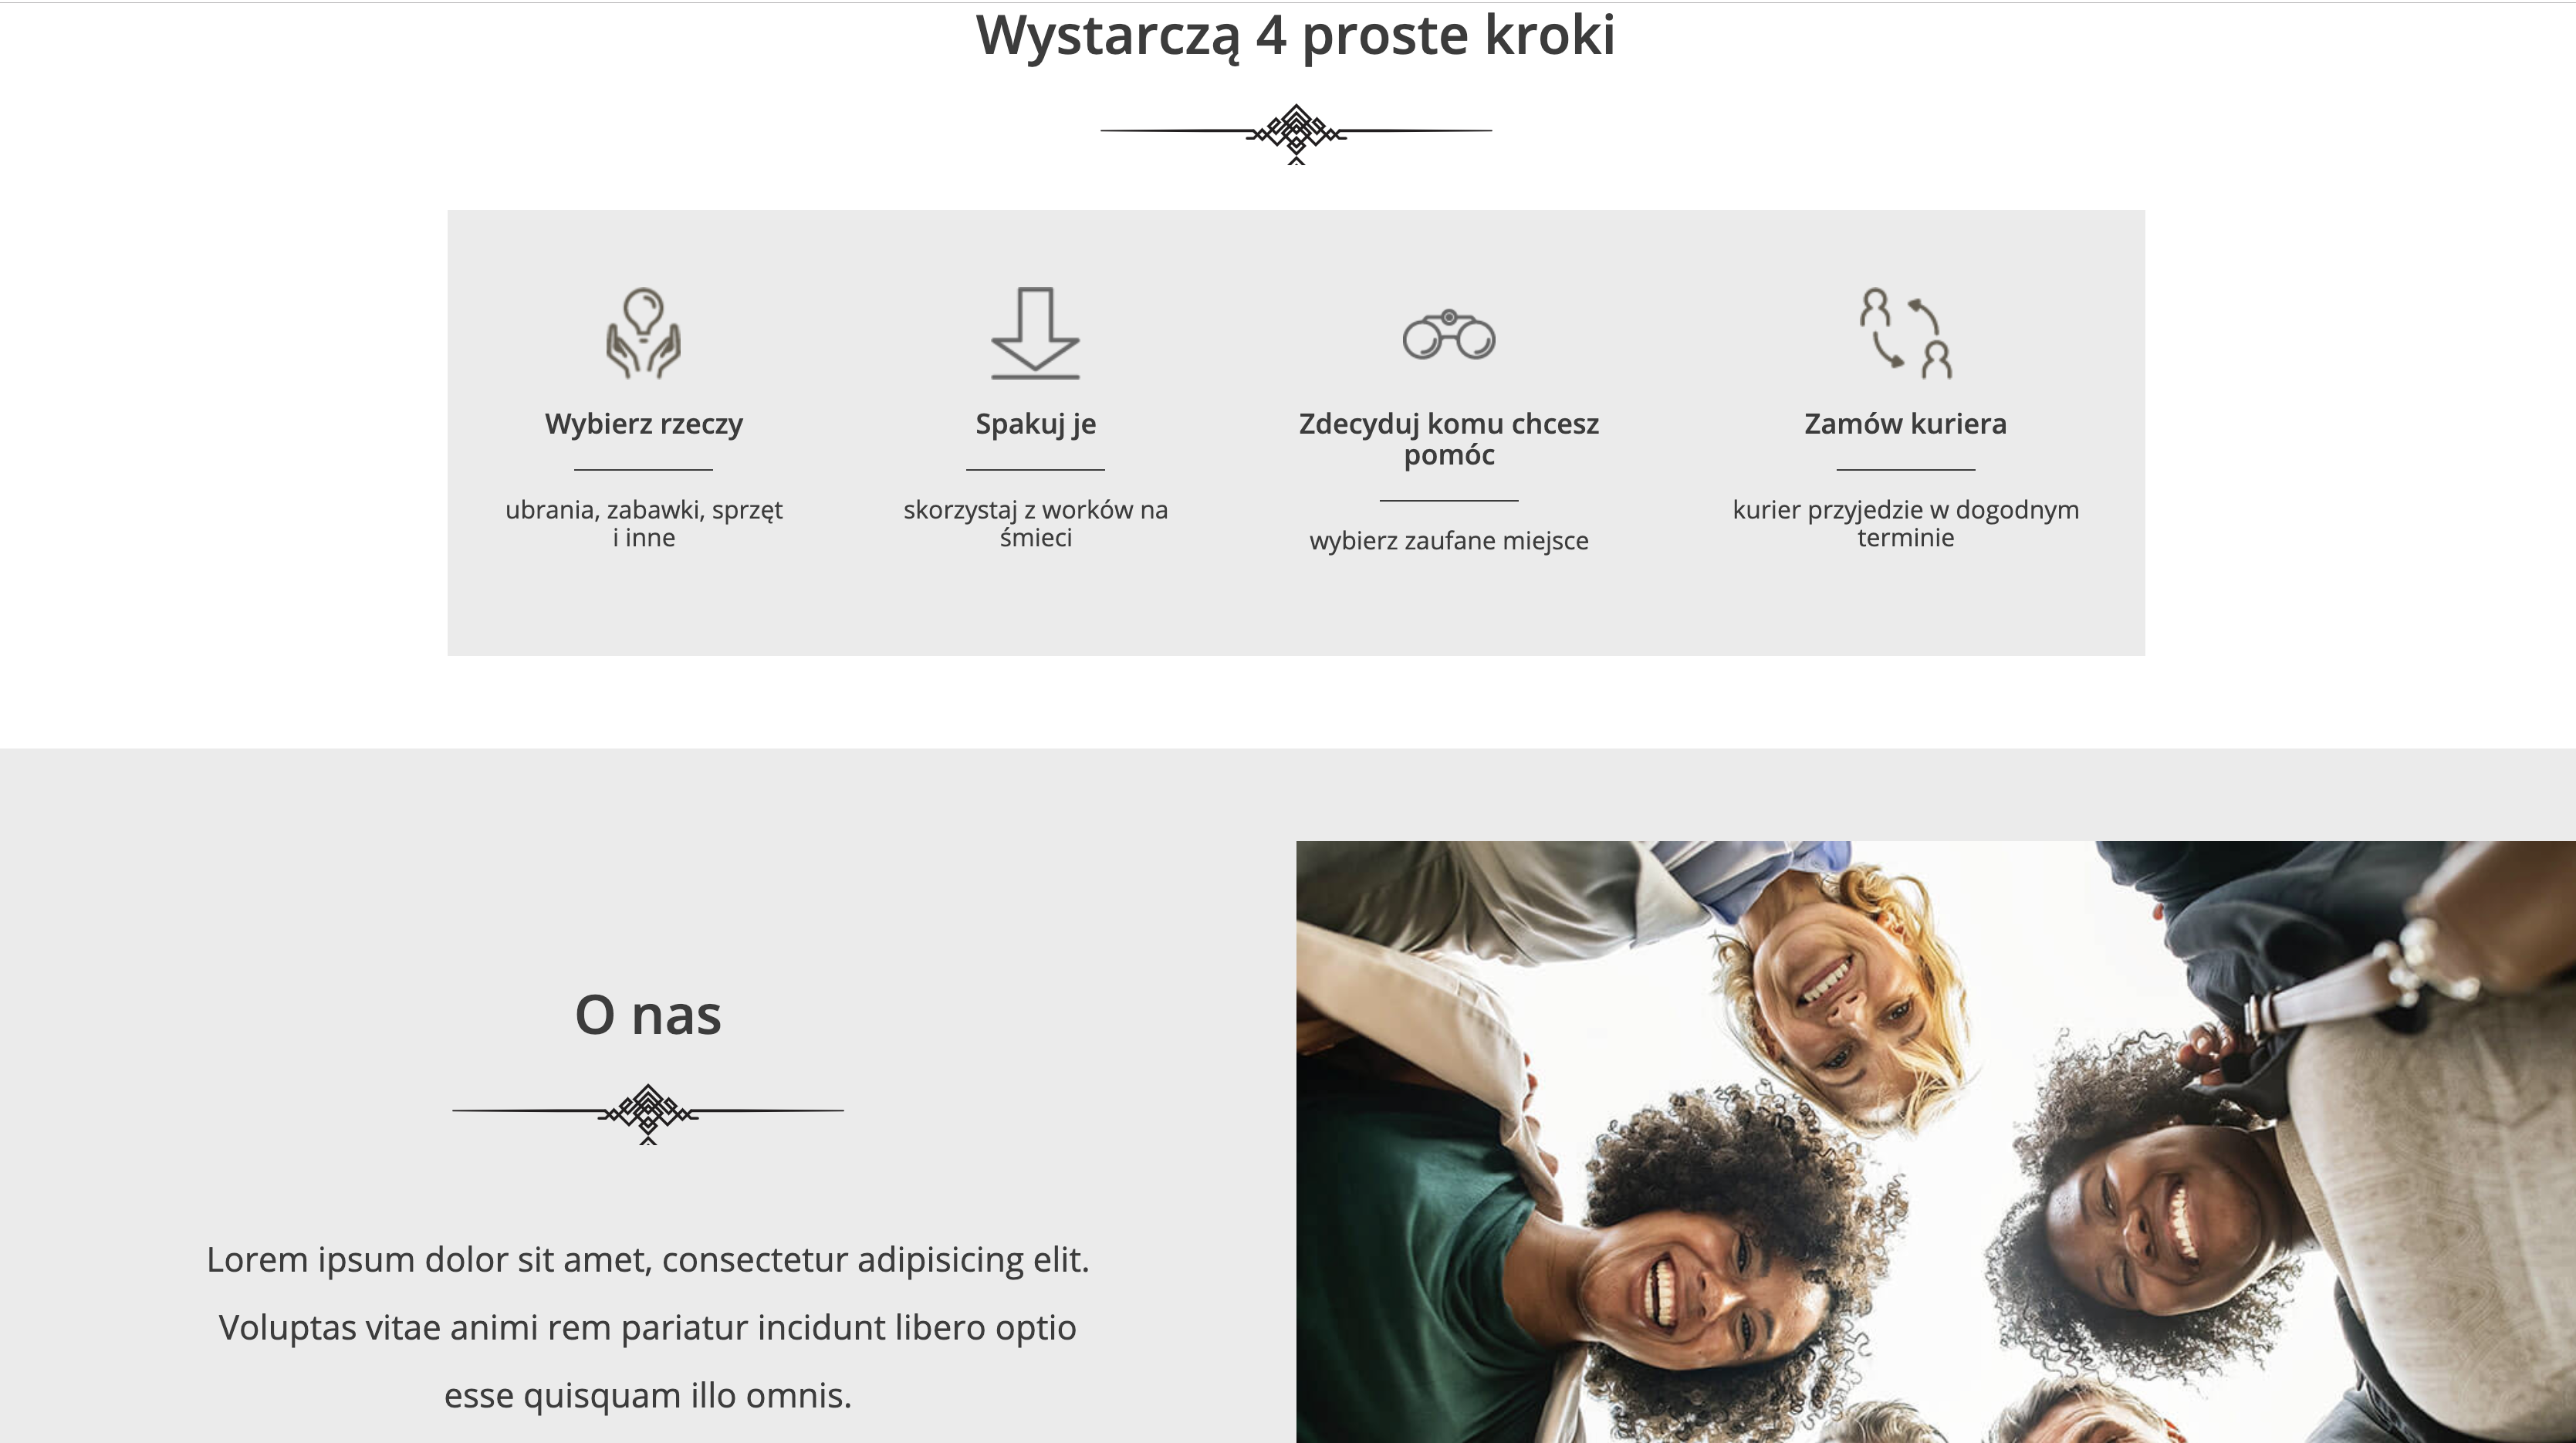 Wystarczą 4 proste kroki
Wybierz rzeczy
ubrania, zabawki, sprzęt
i inne
Spakuj je
skorzystaj z worków na
śmieci
Zdecyduj komu chcesz
pomóc
wybierz zaufane miejsce
Zamów kuriera
kurier przyjedzie w dogodnym
terminie
O nas
Lorem ipsum dolor sit amet, consectetur adipisicing elit.
Voluptas vitae animi rem pariatur incidunt libero optio
esse quisquam illo omnis.